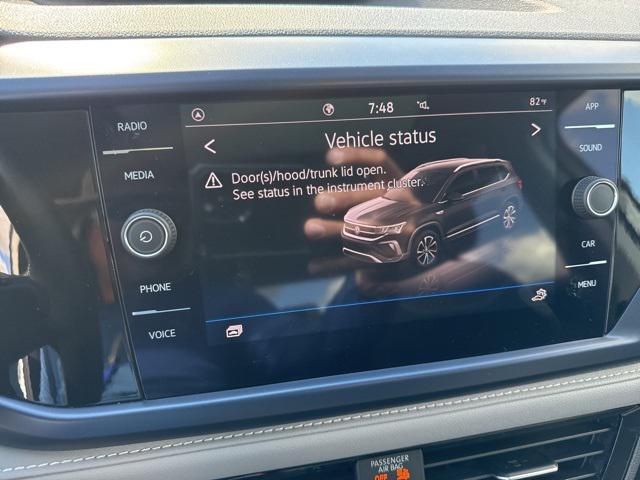 RADIO
MEDIA
PHONE
VOICE
7:48
82°F
Vehicle status
Door(s)/hood/trunk lid open.
See status in the instrument cluster.
APP
SOUND
CAR
MENU
PASSENGER
AIR BAG
OFF